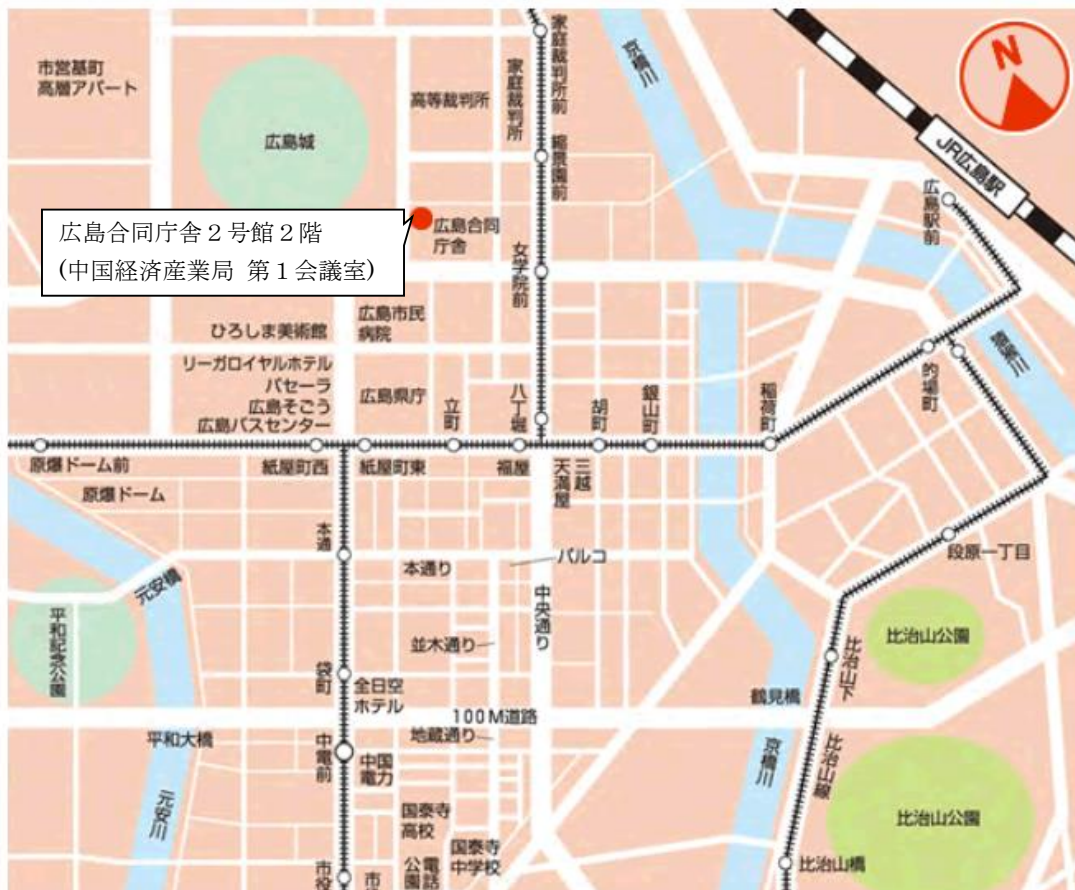 市営基町
高層アパート
広島城
高等裁判所
家庭裁判所
家庭裁判所前
京橋川
N
JR広島駅
縮景園前
広島駅前
広島合同庁舎2号館2階
(中国経済産業局 第1会議室)
広島合同
庁舎
女学院前
ひろしま美術館
広島市民
病院
リーガロイヤルホテル
パセーラ
広島そごう
広島バスセンター
広島県庁
立町
八丁堀
胡町
銀山町
稲荷町
的場町
猿猴川
原爆ドーム前
紙屋町西
紙屋町東
福屋
天満屋
三越
原爆ドーム
本通
本通り
パルコ
段原一丁目
元安橋
平和記念公園
中央通り
並木通り
比治山公園
比治山下
袋町
全日空
ホテル
鶴見橋
100M道路
平和大橋
地蔵通り
中電前
中国
電力
京橋川
比治山線
元安川
国泰寺
高校
国泰寺
中学校
比治山公園
比治山橋
市役
市
公園
電話